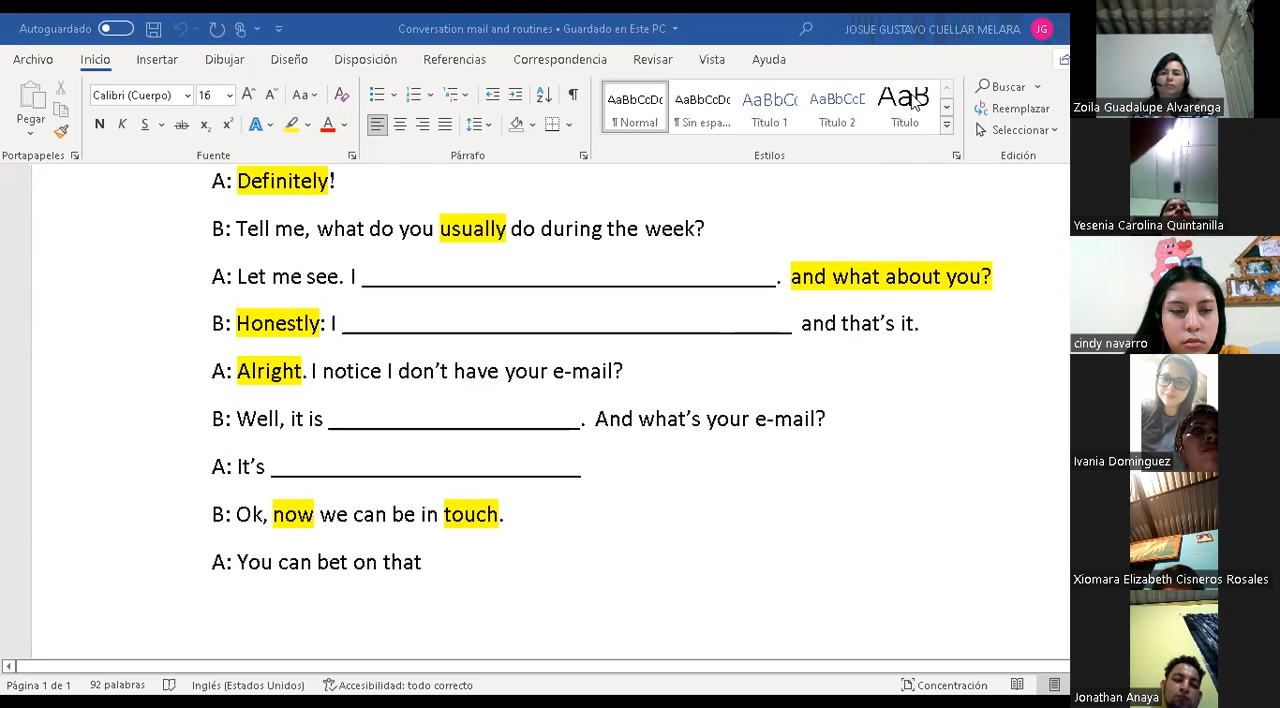 Autoguardado
Conversation mail and routines • Guardado en Este PC
JOSUE GUSTAVO CUELLAR MELARA
JG
Archivo Inicio Insertar Dibujar Diseño Disposición Referencias Correspondencia Revisar Vista Ayuda
Pegar
Calibri (Cuerpo) 16
AaBbCcDc AaBbCcDc AaBbC( AaBbCcD AaB
¶ Normal ¶ Sin espa... Título 1 Título 2 Título
Buscar
Reemplazar
Seleccionar
Portapapeles Fuente Párrafo Estilos Edición
A: Definitely!
B: Tell me, what do you usually do during the week?
A: Let me see. I ________________________________. and what about you?
B: Honestly: I ___________________________________ and that's it.
A: Alright. I notice I don't have your e-mail?
B: Well, it is ____________________. And what's your e-mail?
A: It's ________________________
B: Ok, now we can be in touch.
A: You can bet on that
Página 1 de 1 92 palabras Inglés (Estados Unidos) Accesibilidad: todo correcto Concentración
Zoila Guadalupe Alvarenga
Yesenia Carolina Quintanilla
cindy navarro
Ivania Dominguez
Xiomara Elizabeth Cisneros Rosales
Jonathan Anaya